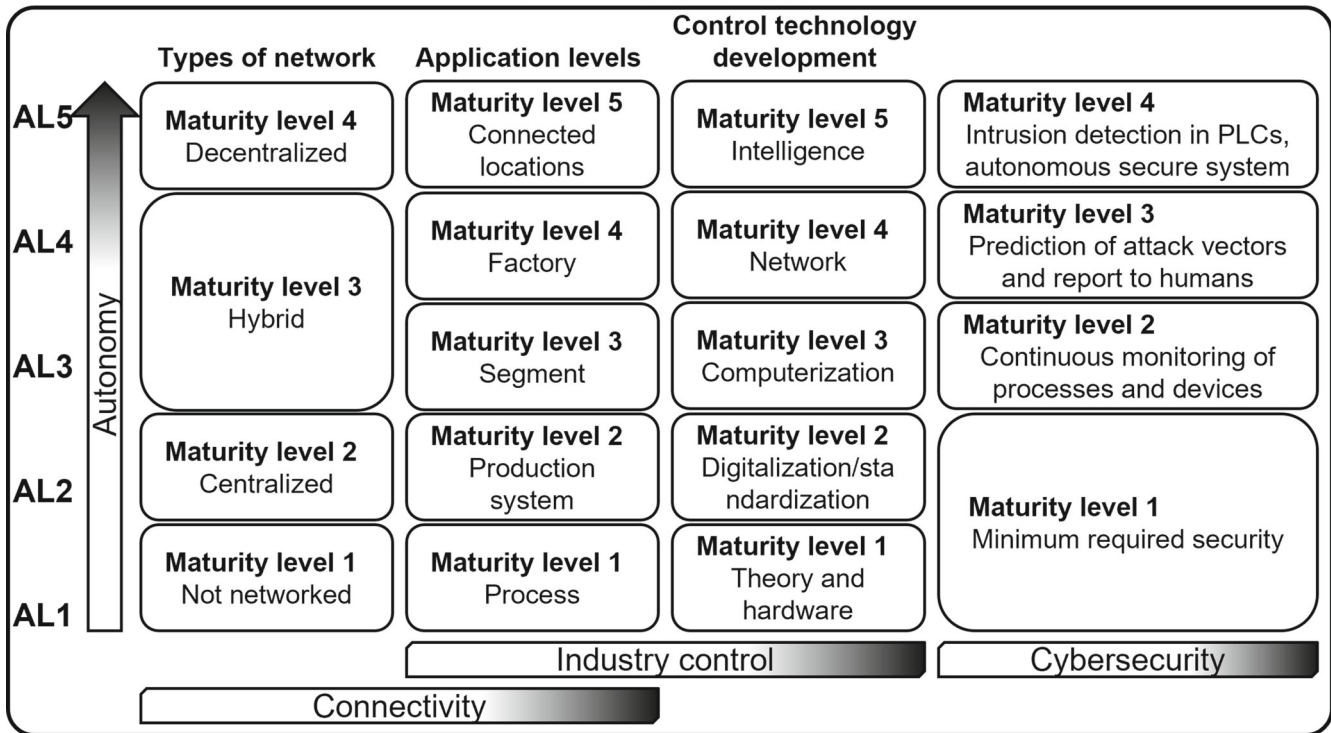 Types of network
Application levels
Control technology
development
AL5
AL4
AL3
AL2
AL1
Autonomy
Maturity level 4
Decentralized
Maturity level 3
Hybrid
Maturity level 2
Centralized
Maturity level 1
Not networked
Maturity level 5
Connected
locations
Maturity level 4
Factory
Maturity level 3
Segment
Maturity level 2
Production
system
Maturity level 1
Process
Maturity level 5
Intelligence
Maturity level 4
Network
Maturity level 3
Computerization
Maturity level 2
Digitalization/sta
ndardization
Maturity level 1
Theory and
hardware
Maturity level 4
Intrusion detection in PLCs,
autonomous secure system
Maturity level 3
Prediction of attack vectors
and report to humans
Maturity level 2
Continuous monitoring of
processes and devices
Maturity level 1
Minimum required security
Industry control
Cybersecurity
Connectivity